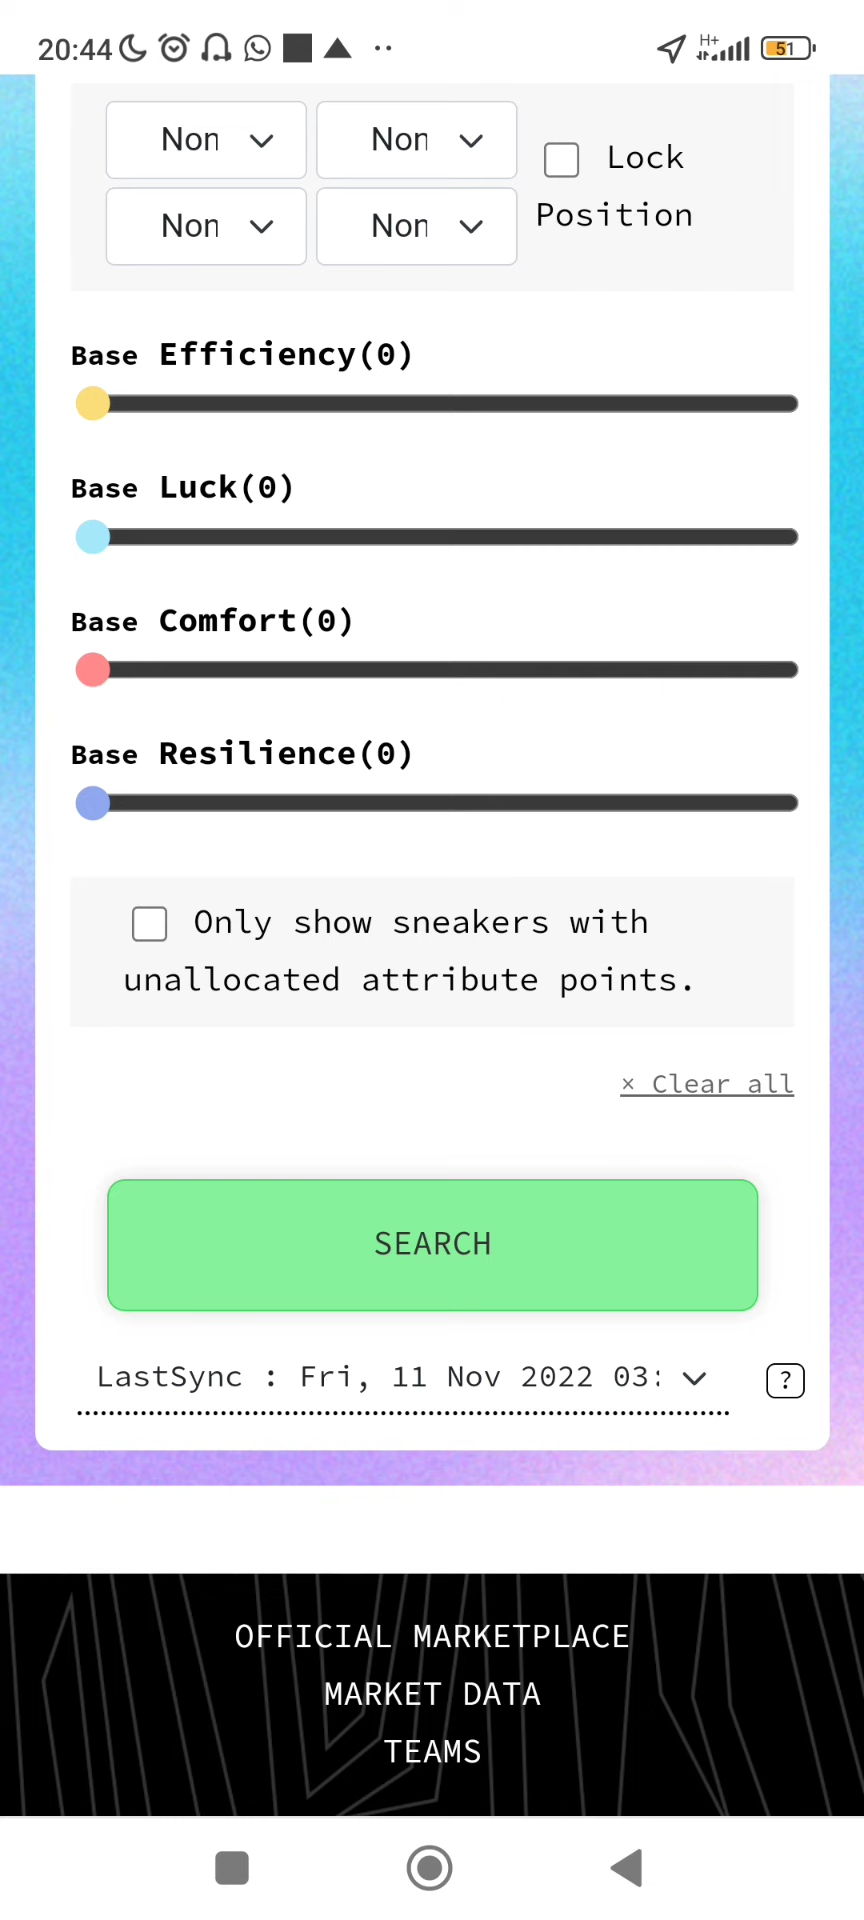 20:44 H+ 51
Non Non Lock
Non Non Position
Base Efficiency(0)
Base Luck(0)
Base Comfort(0)
Base Resilience(0)
Only show sneakers with
unallocated attribute points.
× Clear all
SEARCH
LastSync : Fri, 11 Nov 2022 03: ?
OFFICIAL MARKETPLACE
MARKET DATA
TEAMS